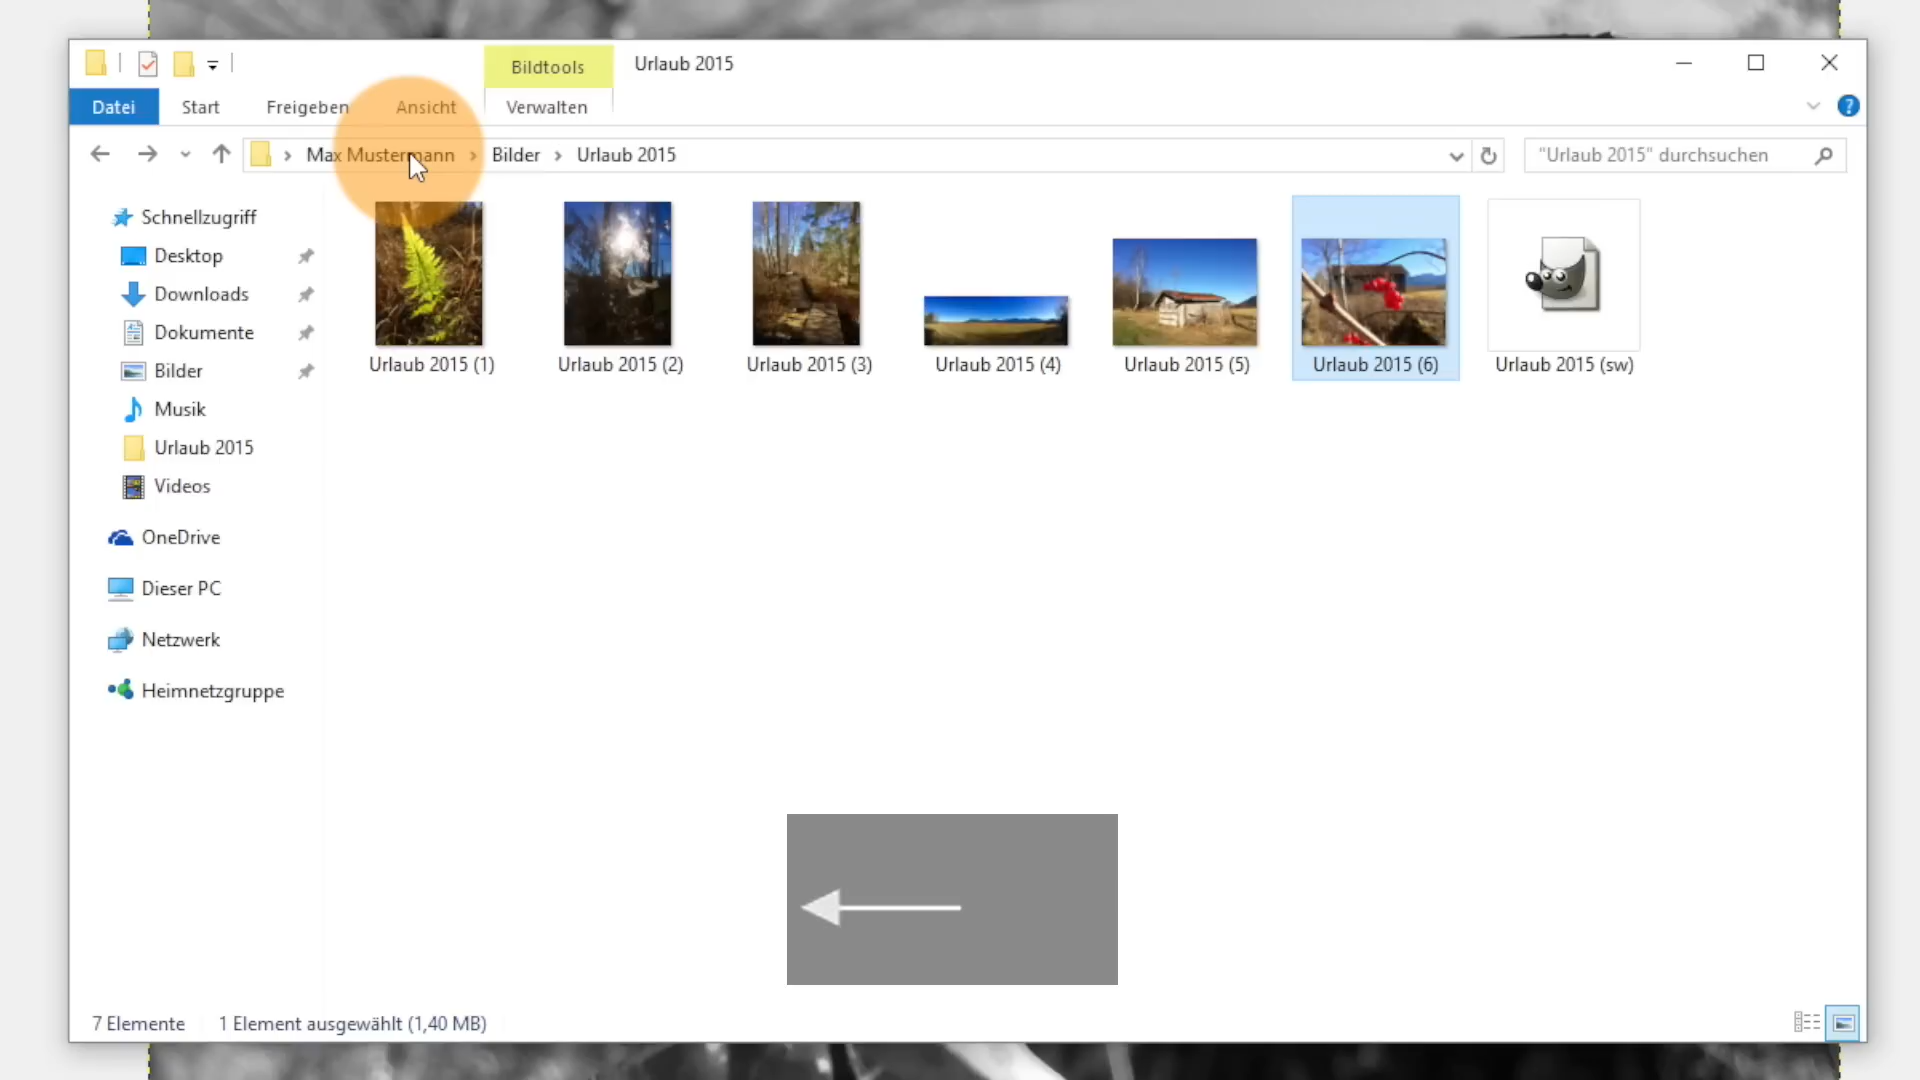 Bildtools
Urlaub 2015
Datei
Start
Freigeben
Ansicht
Verwalten
?
Max Mustermann
Bilder
Urlaub 2015
"Urlaub 2015" durchsuchen
Schnellzugriff
Desktop
Downloads
Dokumente
Bilder
Musik
Urlaub 2015
Videos
OneDrive
Dieser PC
Netzwerk
Heimnetzgruppe
Urlaub 2015 (1)
Urlaub 2015 (2)
Urlaub 2015 (3)
Urlaub 2015 (4)
Urlaub 2015 (5)
Urlaub 2015 (6)
Urlaub 2015 (sw)
7 Elemente
1 Element ausgewählt (1,40 MB)